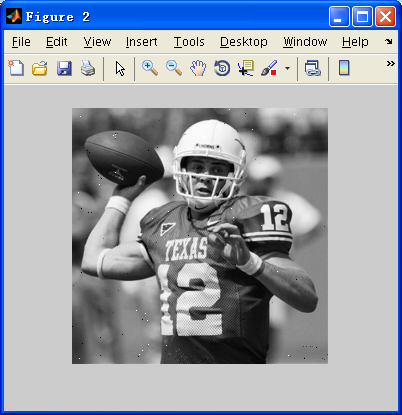 Figure 2
File Edit View Insert Tools Desktop Window Help
12
TEXAS
12